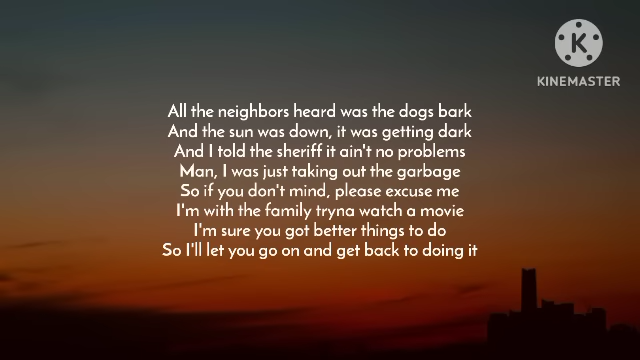 K
KINEMASTER
All the neighbors heard was the dogs bark
And the sun was down, it was getting dark
And I told the sheriff it ain't no problems
Man, I was just taking out the garbage
So if you don't mind, please excuse me
I'm with the family tryna watch a movie
I'm sure you got better things to do
So I'll let you go on and get back to doing it